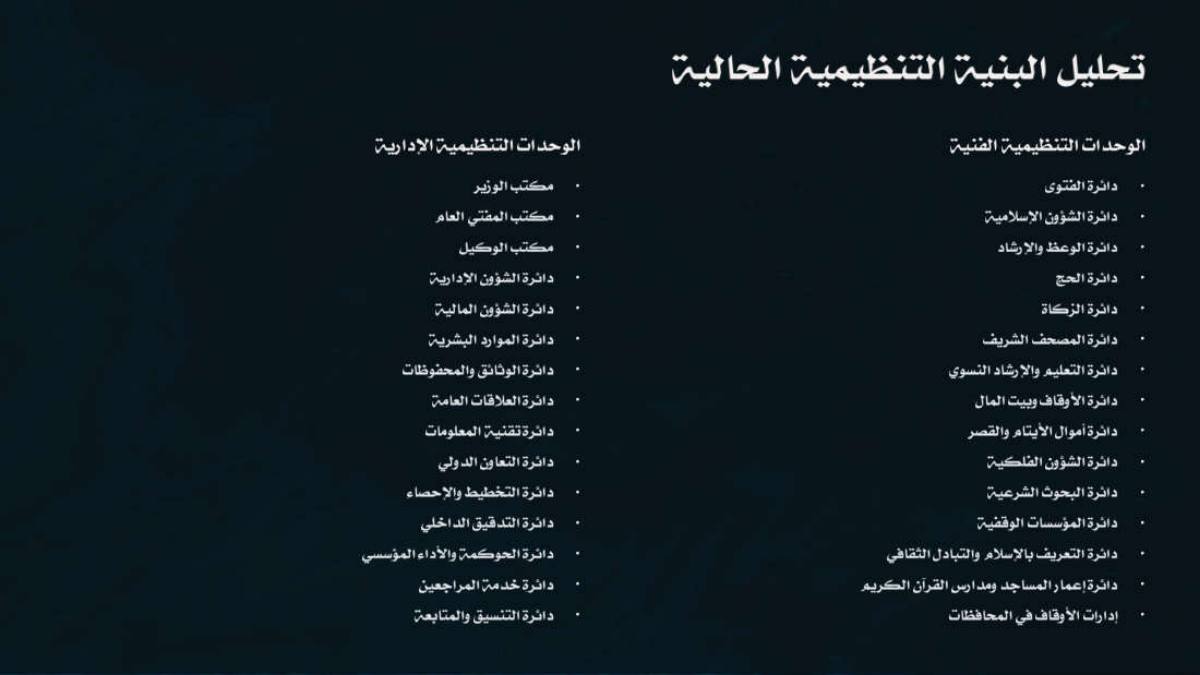 تحليل البنية التنظيمية الحالية
الوحدات التنظيمية الفنية
• دائرة الفتوى
• دائرة الشؤون الإسلامية
• دائرة الوعظ والإرشاد
• دائرة الحج
• دائرة الزكاة
• دائرة المصحف الشريف
• دائرة التعليم والإرشاد النسوي
• دائرة الأوقاف وبيت المال
• دائرة أموال الأيتام والقصر
• دائرة الشؤون الفلكية
• دائرة البحوث الشرعية
• دائرة المؤسسات الوقفية
• دائرة التعريف بالإسلام والتبادل الثقافي
• دائرة إعمار المساجد ومدارس القرآن الكريم
• إدارات الأوقاف في المحافظات
الوحدات التنظيمية الإدارية
• مكتب الوزير
• مكتب المفتي العام
• مكتب الوكيل
• دائرة الشؤون الإدارية
• دائرة الشؤون المالية
• دائرة الموارد البشرية
• دائرة الوثائق والمحفوظات
• دائرة العلاقات العامة
• دائرة تقنية المعلومات
• دائرة التعاون الدولي
• دائرة التخطيط والإحصاء
• دائرة التدقيق الداخلي
• دائرة الحوكمة والأداء المؤسسي
• دائرة خدمة المراجعين
• دائرة التنسيق والمتابعة